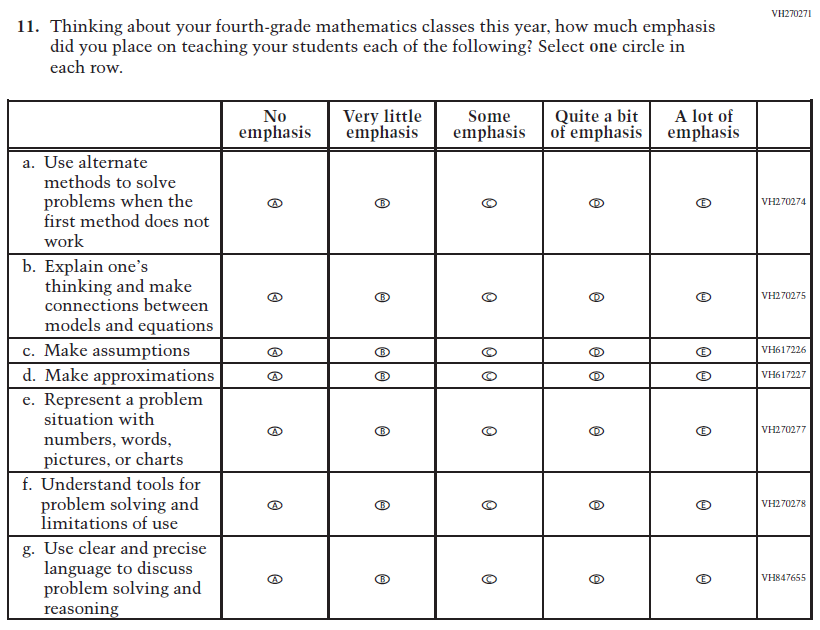 VH270271
11. Thinking about your fourth-grade mathematics classes this year, how much emphasis
did you place on teaching your students each of the following? Select one circle in
each row.
No emphasis Very little emphasis Some emphasis Quite a bit of emphasis A lot of emphasis
a. Use alternate
methods to solve
problems when the
first method does not
work
A B C D E VH270274
b. Explain one's
thinking and make
connections between
models and equations
A B C D E VH270275
c. Make assumptions A B C D E VH617226
d. Make approximations A B C D E VH617227
e. Represent a problem
situation with
numbers, words,
pictures, or charts
A B C D E VH270277
f. Understand tools for
problem solving and
limitations of use
A B C D E VH270278
g. Use clear and precise
language to discuss
problem solving and
reasoning
A B C D E VH847655